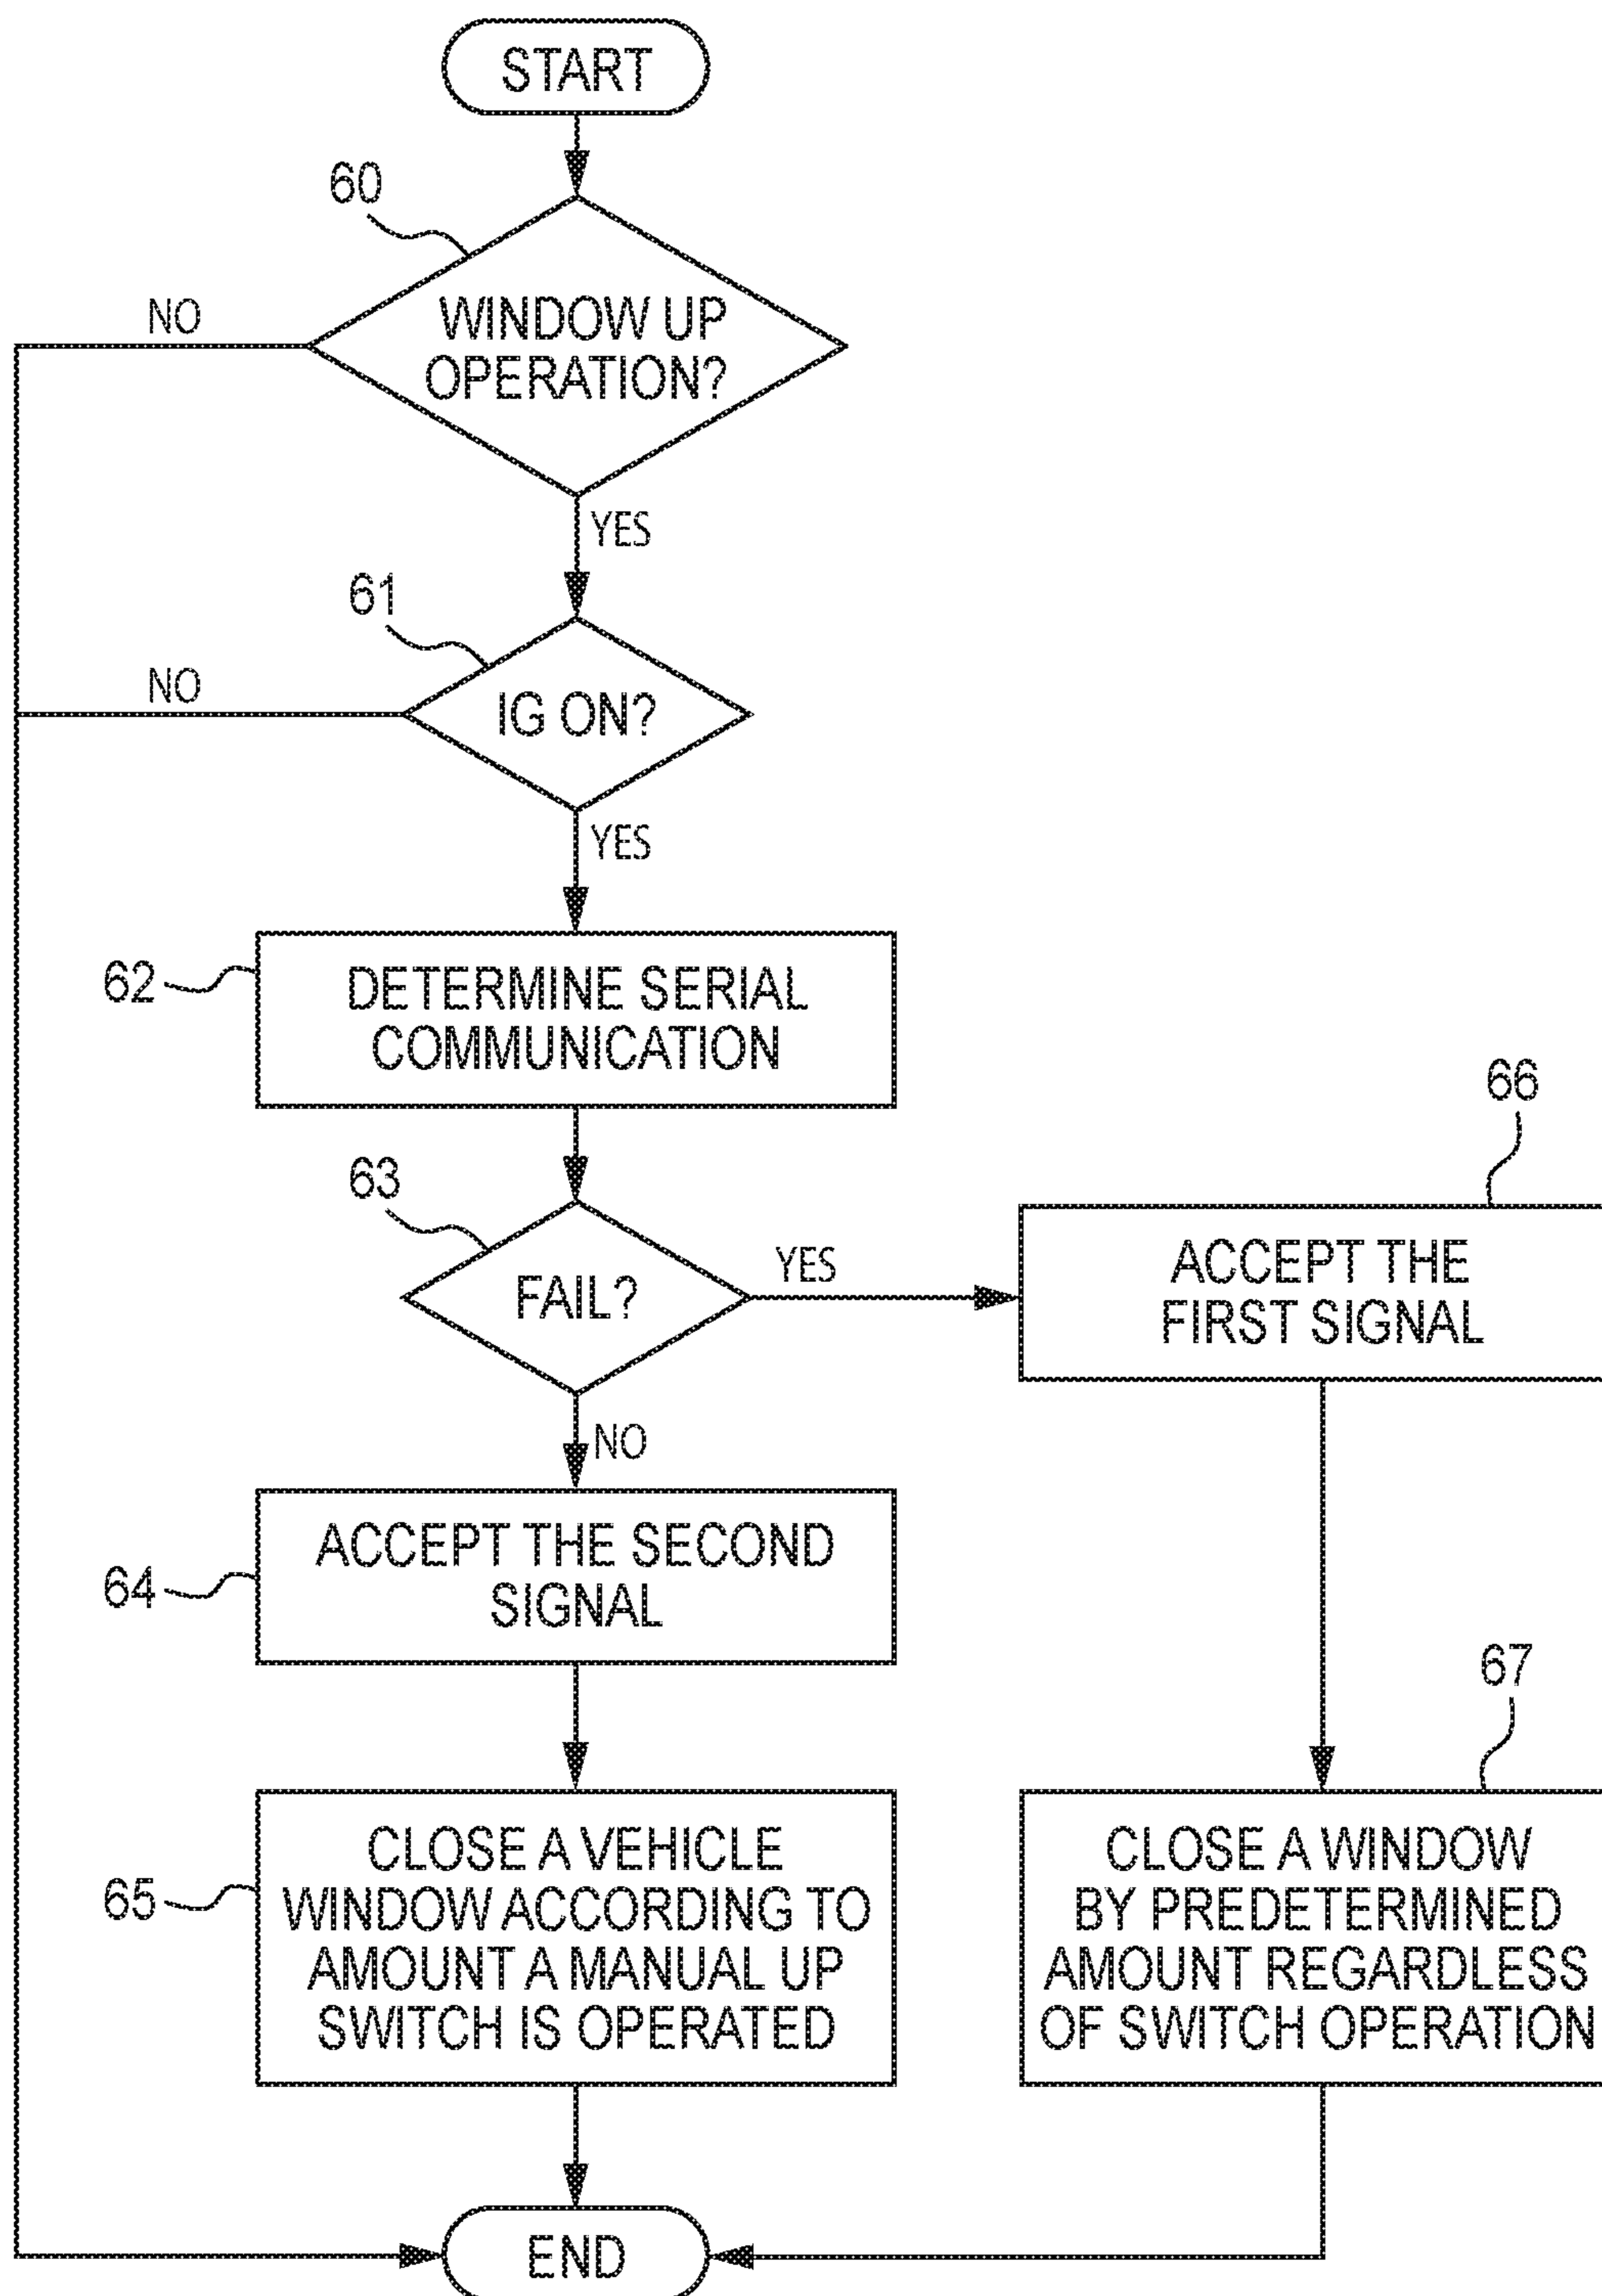 START
60
WINDOW UP
OPERATION?
NO
YES
61
IG ON?
NO
YES
62
DETERMINE SERIAL
COMMUNICATION
63
FAIL?
YES
66
ACCEPT THE
FIRST SIGNAL
NO
64
ACCEPT THE SECOND
SIGNAL
65
CLOSE A VEHICLE
WINDOW ACCORDING TO
AMOUNT A MANUAL UP
SWITCH IS OPERATED
67
CLOSE A WINDOW
BY PREDETERMINED
AMOUNT REGARDLESS
OF SWITCH OPERATION
END